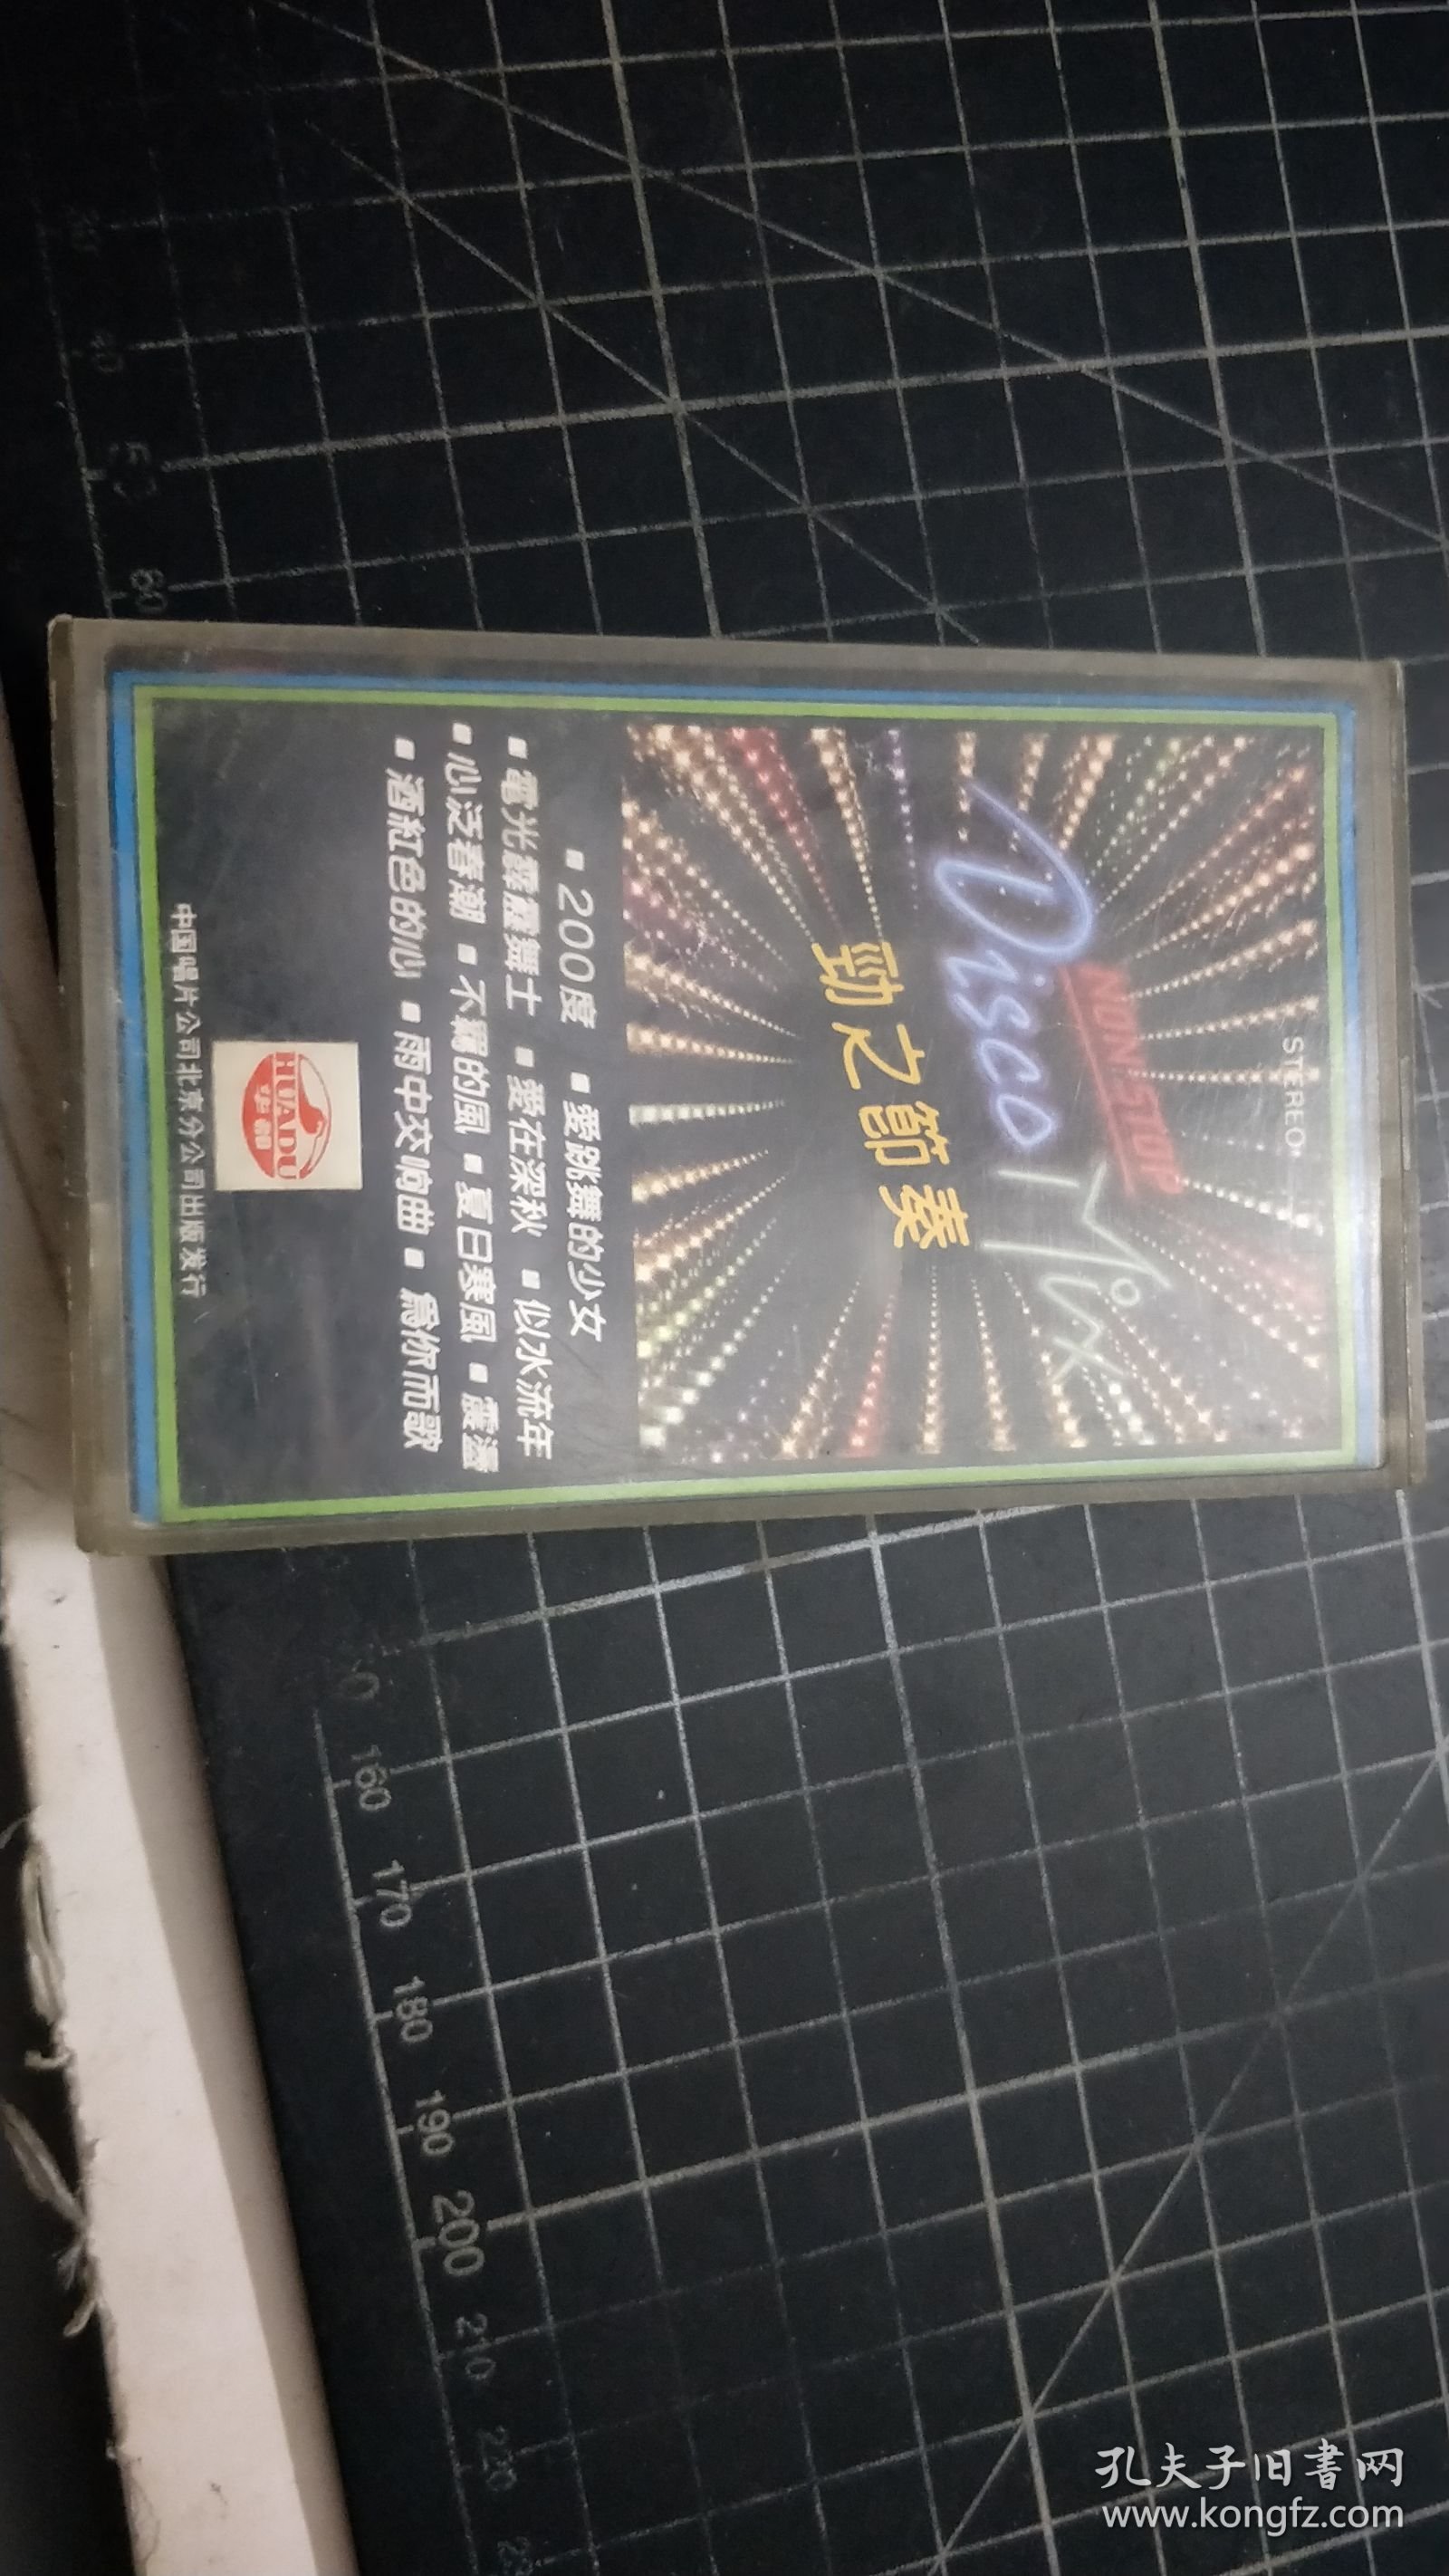 STEREO
NON-STOP
Disco Mix
勁之節奏
■ 200度 ■ 愛跳舞的少女
■ 電光霹靂舞士 ■ 愛在深秋 ■ 似水流年
■ 心泛春潮 ■ 不羈的風 ■ 夏日寒風 ■ 震盪
■ 酒紅色的心 ■ 雨中交响曲 ■ 爲你而歌
HUADU
华都
中国唱片公司北京分公司出版发行
160
170
180
190
200
210
220
孔夫子旧書网
www.kongfz.com